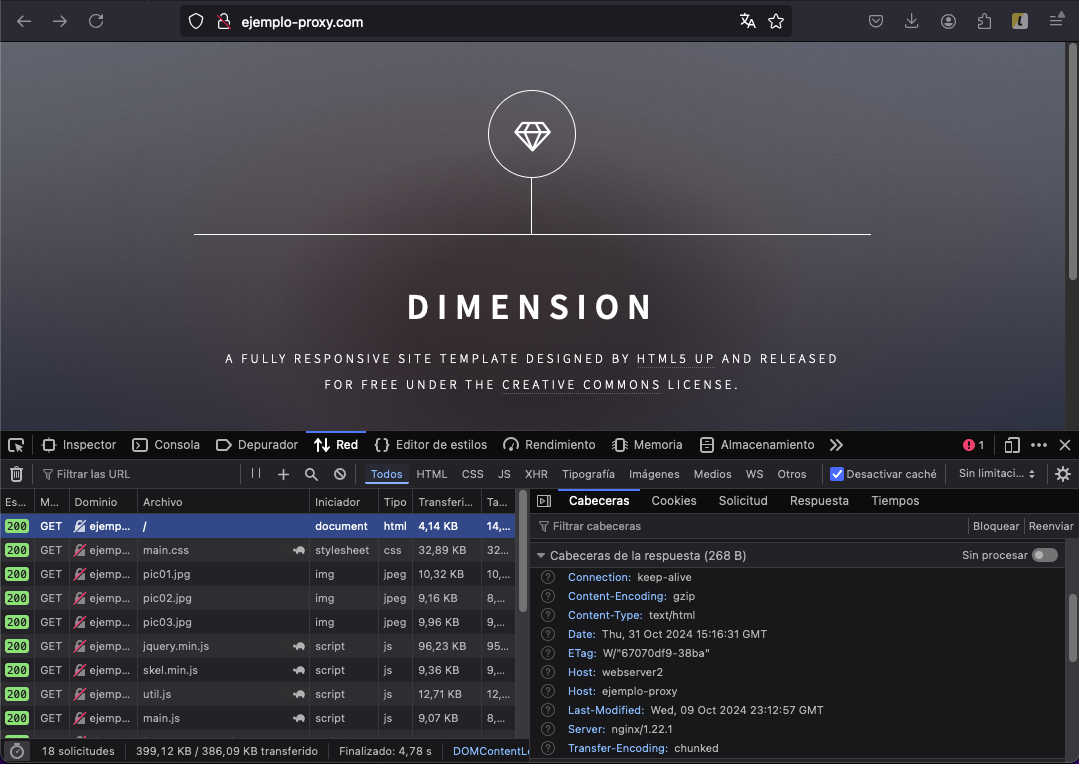 ejemplo-proxy.com
DIMENSION
A FULLY RESPONSIVE SITE TEMPLATE DESIGNED BY HTML5 UP AND RELEASED
FOR FREE UNDER THE CREATIVE COMMONS LICENSE.
Inspector Consola Depurador Red Editor de estilos Rendimiento Memoria Almacenamiento 1
Filtrar las URL Todos HTML CSS JS XHR Tipografía Imágenes Medios WS Otros Desactivar caché Sin limitaci...
Es... M... Dominio Archivo Iniciador Tipo Transferi... Ta...
200 GET ejemp... / document html 4,14 KB 14,...
200 GET ejemp... main.css stylesheet css 32,89 KB 32...
200 GET ejemp... pic01.jpg img jpeg 10,32 KB 10,...
200 GET ejemp... pic02.jpg img jpeg 9,16 KB 8,...
200 GET ejemp... pic03.jpg img jpeg 9,96 KB 9,...
200 GET ejemp... jquery.min.js script js 96,23 KB 95...
200 GET ejemp... skel.min.js script js 9,36 KB 9,...
200 GET ejemp... util.js script js 12,71 KB 12,...
200 GET ejemp... main.js script js 9,07 KB 8,...
18 solicitudes 399,12 KB / 386,09 KB transferido Finalizado: 4,78 s DOMContentLo
Cabeceras Cookies Solicitud Respuesta Tiempos
Filtrar cabeceras Bloquear Reenviar
Cabeceras de la respuesta (268 B) Sin procesar
Connection: keep-alive
Content-Encoding: gzip
Content-Type: text/html
Date: Thu, 31 Oct 2024 15:16:31 GMT
ETag: W/"67070df9-38ba"
Host: webserver2
Host: ejemplo-proxy
Last-Modified: Wed, 09 Oct 2024 23:12:57 GMT
Server: nginx/1.22.1
Transfer-Encoding: chunked